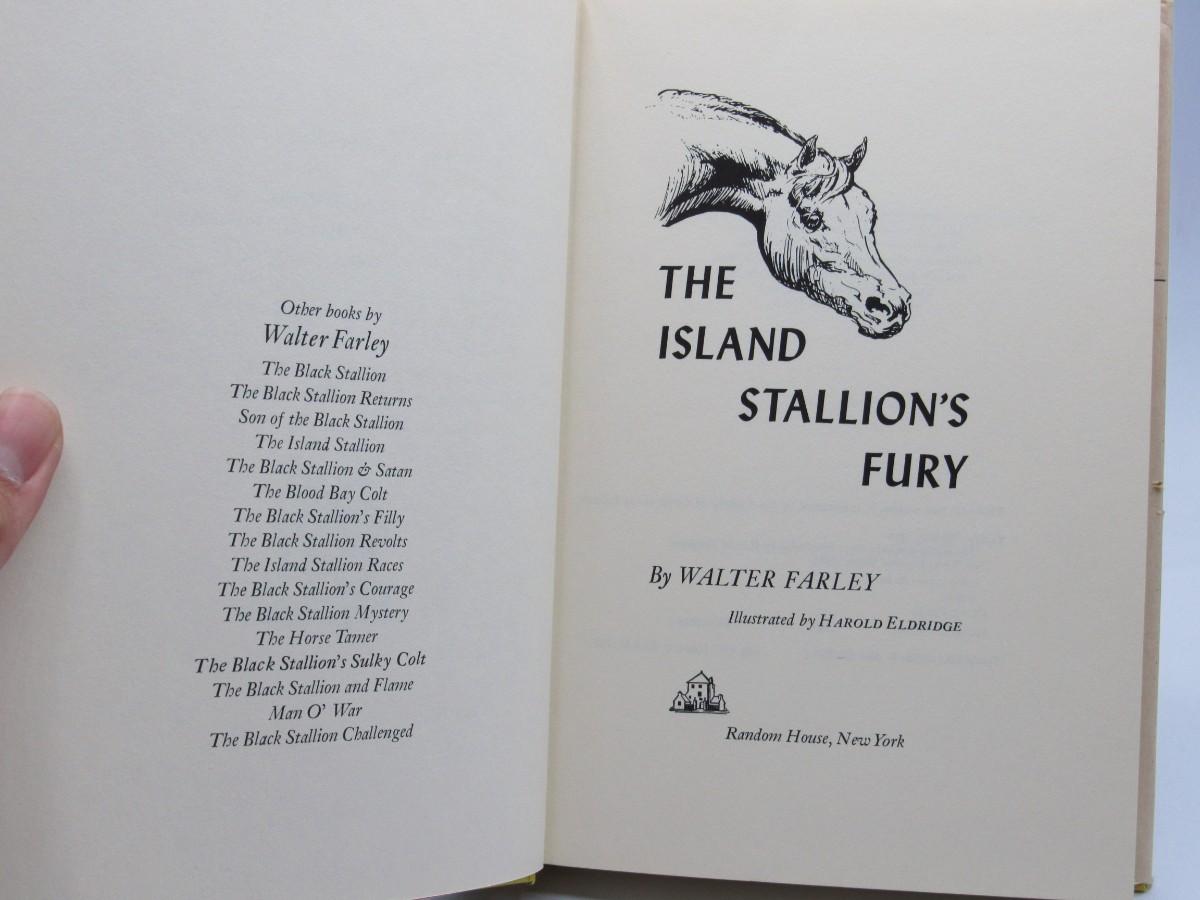 Other books by
Walter Farley
The Black Stallion
The Black Stallion Returns
Son of the Black Stallion
The Island Stallion
The Black Stallion & Satan
The Blood Bay Colt
The Black Stallion's Filly
The Black Stallion Revolts
The Island Stallion Races
The Black Stallion's Courage
The Black Stallion Mystery
The Horse Tamer
The Black Stallion's Sulky Colt
The Black Stallion and Flame
Man O' War
The Black Stallion Challenged
THE
ISLAND
STALLION'S
FURY
By WALTER FARLEY
Illustrated by HAROLD ELDRIDGE
Random House, New York